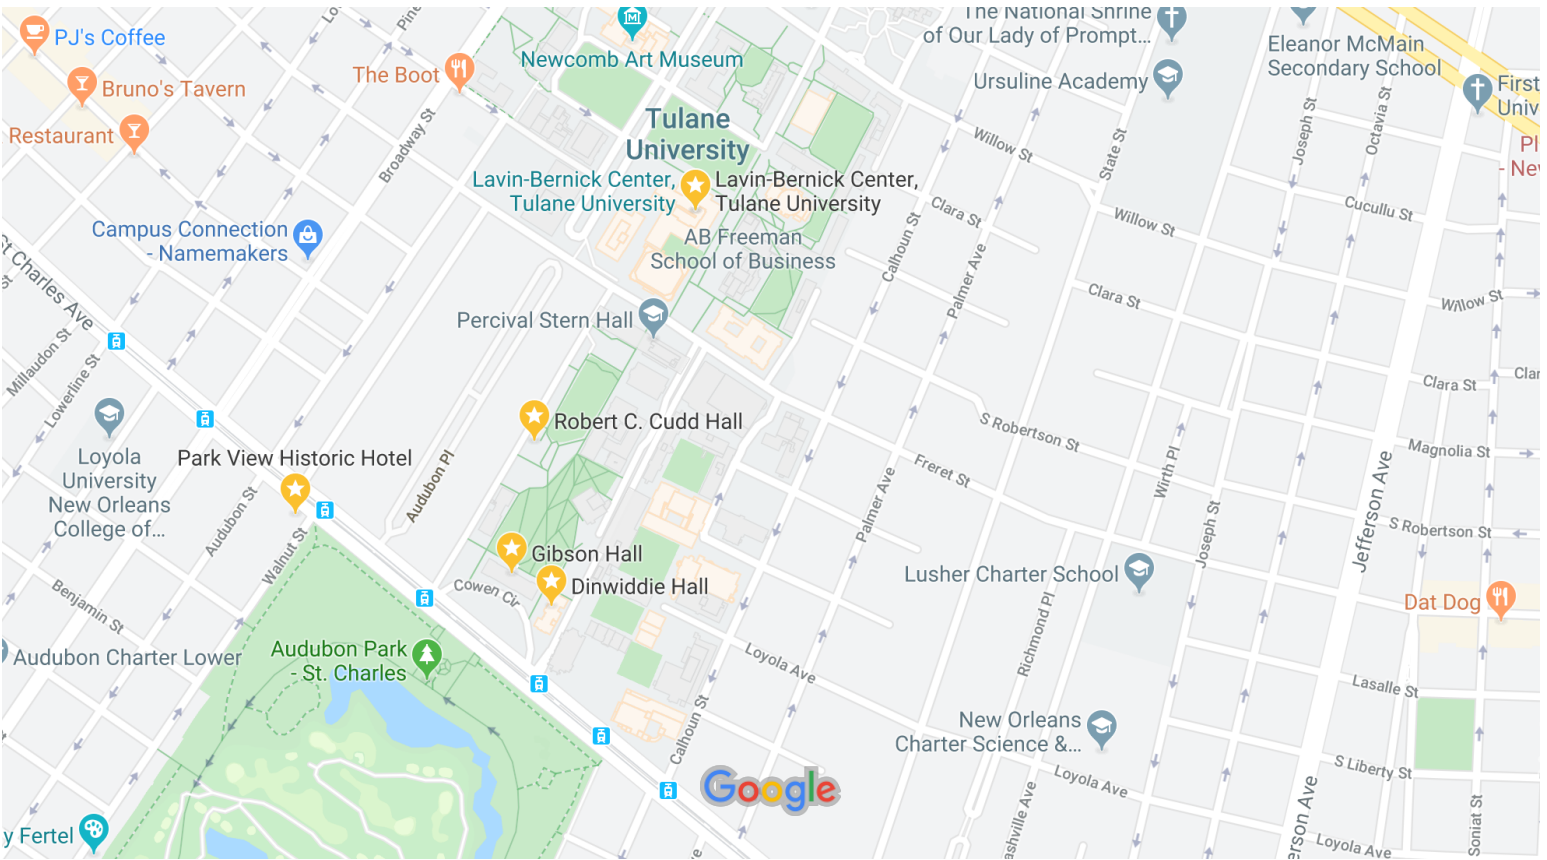 PJ's Coffee
Bruno's Tavern
Restaurant
The Boot
Newcomb Art Museum
The National Shrine
of Our Lady of Prompt...
Ursuline Academy
Eleanor McMain
Secondary School
First
Univ
Tulane
University
Lavin-Bernick Center,
Tulane University
Lavin-Bernick Center,
Tulane University
AB Freeman
School of Business
Campus Connection
- Namemakers
Percival Stern Hall
Broadway St
Willow St
State St
Joseph St
Octavia St
Pl
- Nev
Cucullu St
Clara St
Willow St
Calhoun St
Palmer Ave
Clara St
Willow St
St Charles Ave
St
Millaudon St
Lowerline St
Loyola
University
New Orleans
College of...
Park View Historic Hotel
Robert C. Cudd Hall
Audubon Pl
Audubon St
Walnut St
Clara St
Clar
S Robertson St
Magnolia St
Freret St
Wirth Pl
Palmer Ave
Joseph St
Jefferson Ave
S Robertson St
Gibson Hall
Dinwiddie Hall
Cowen Cir
Benjamin St
Lusher Charter School
Dat Dog
Audubon Charter Lower
Audubon Park
- St. Charles
Loyola Ave
Richmond Pl
Lasalle St
Calhoun St
New Orleans
Charter Science &...
S Liberty St
Loyola Ave
Google
y Fertel
ashville Ave
erson Ave
Loyola Ave
Soniat St